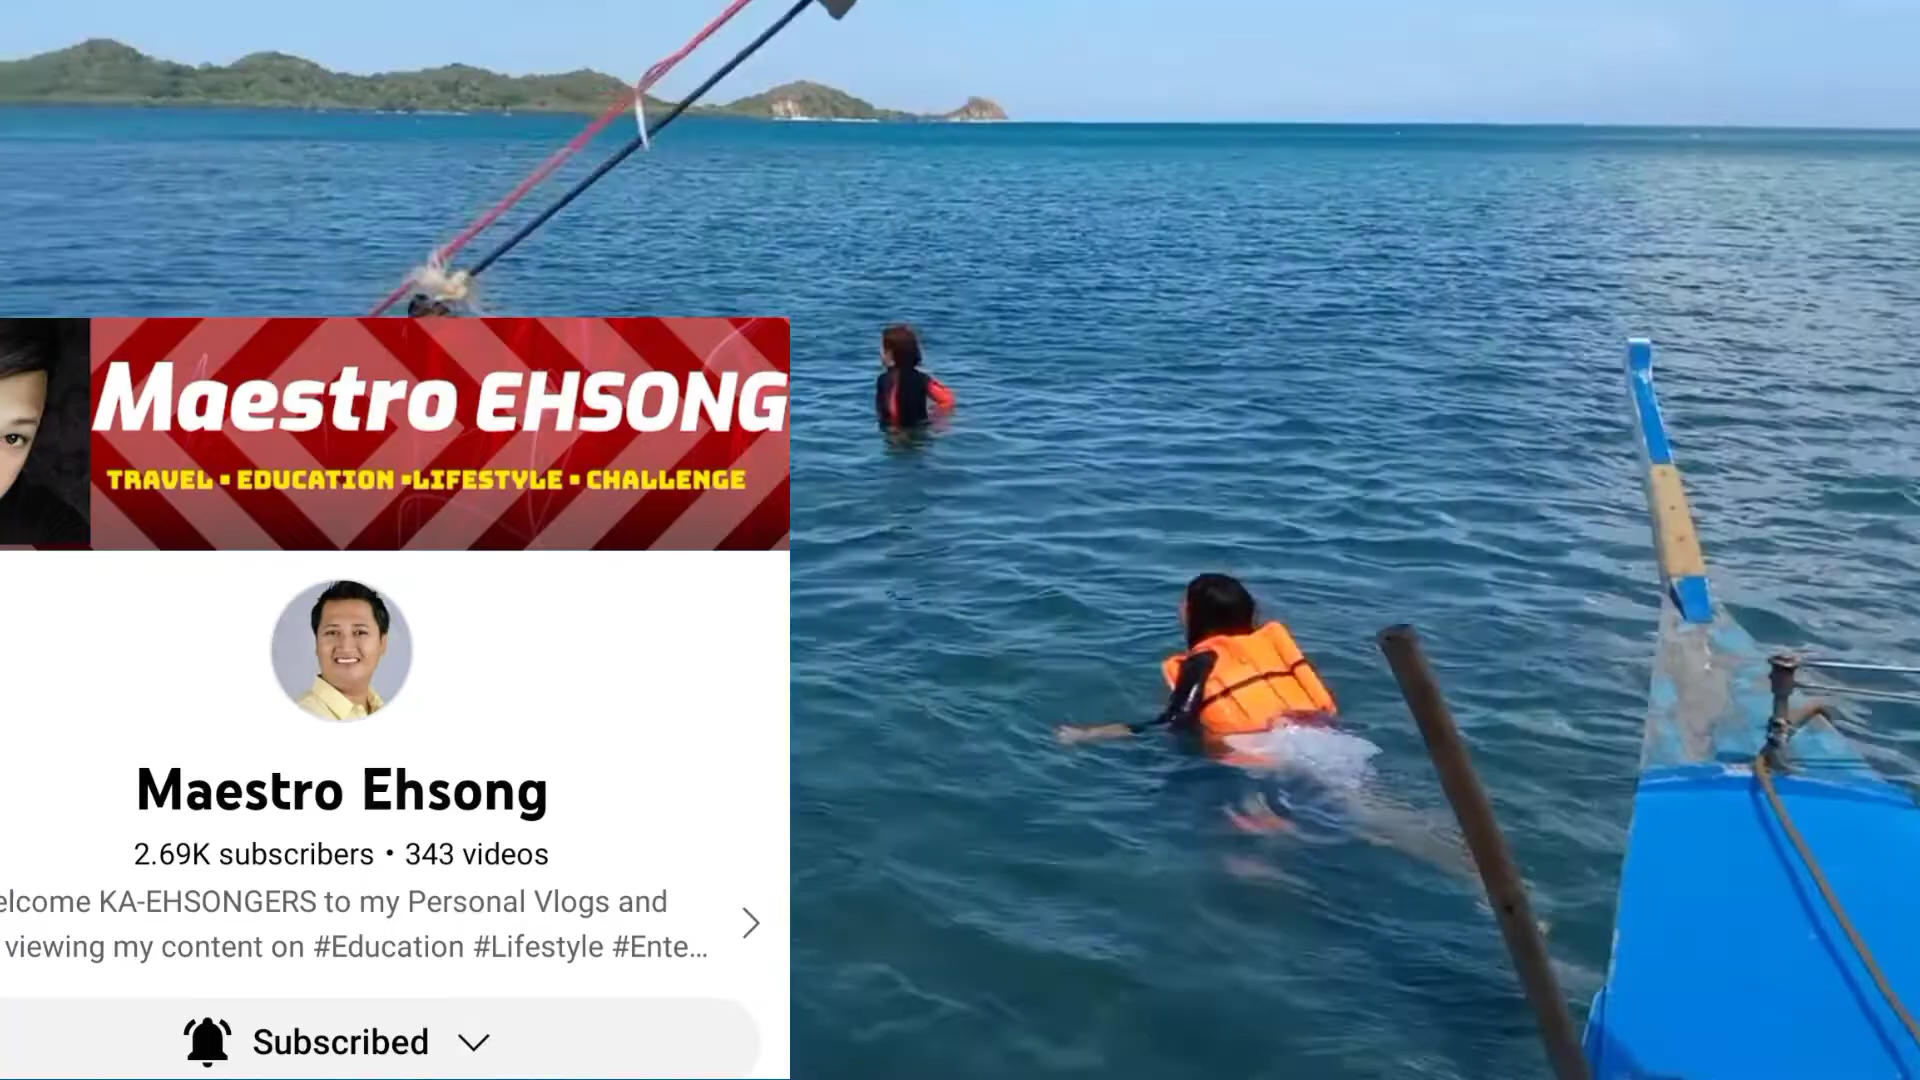 Maestro EHSONG
TRAVEL ▪ EDUCATION ▪LIFESTYLE ▪ CHALLENGE
Maestro Ehsong
2.69K subscribers • 343 videos
elcome KA-EHSONGERS to my Personal Vlogs and
viewing my content on #Education #Lifestyle #Ente...
Subscribed